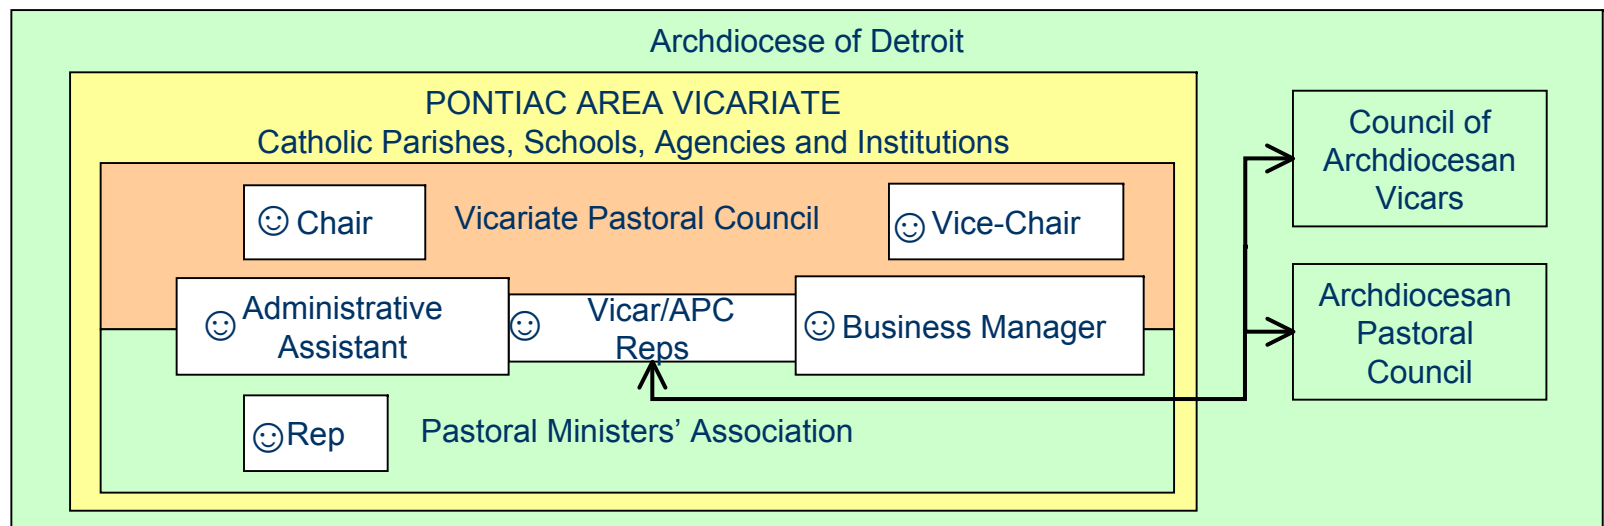 Archdiocese of Detroit
PONTIAC AREA VICARIATE
Catholic Parishes, Schools, Agencies and Institutions
Chair
Vicariate Pastoral Council
Vice-Chair
Administrative
Assistant
Vicar/APC
Reps
Business Manager
Rep
Pastoral Ministers’ Association
Council of
Archdiocesan
Vicars
Archdiocesan
Pastoral
Council